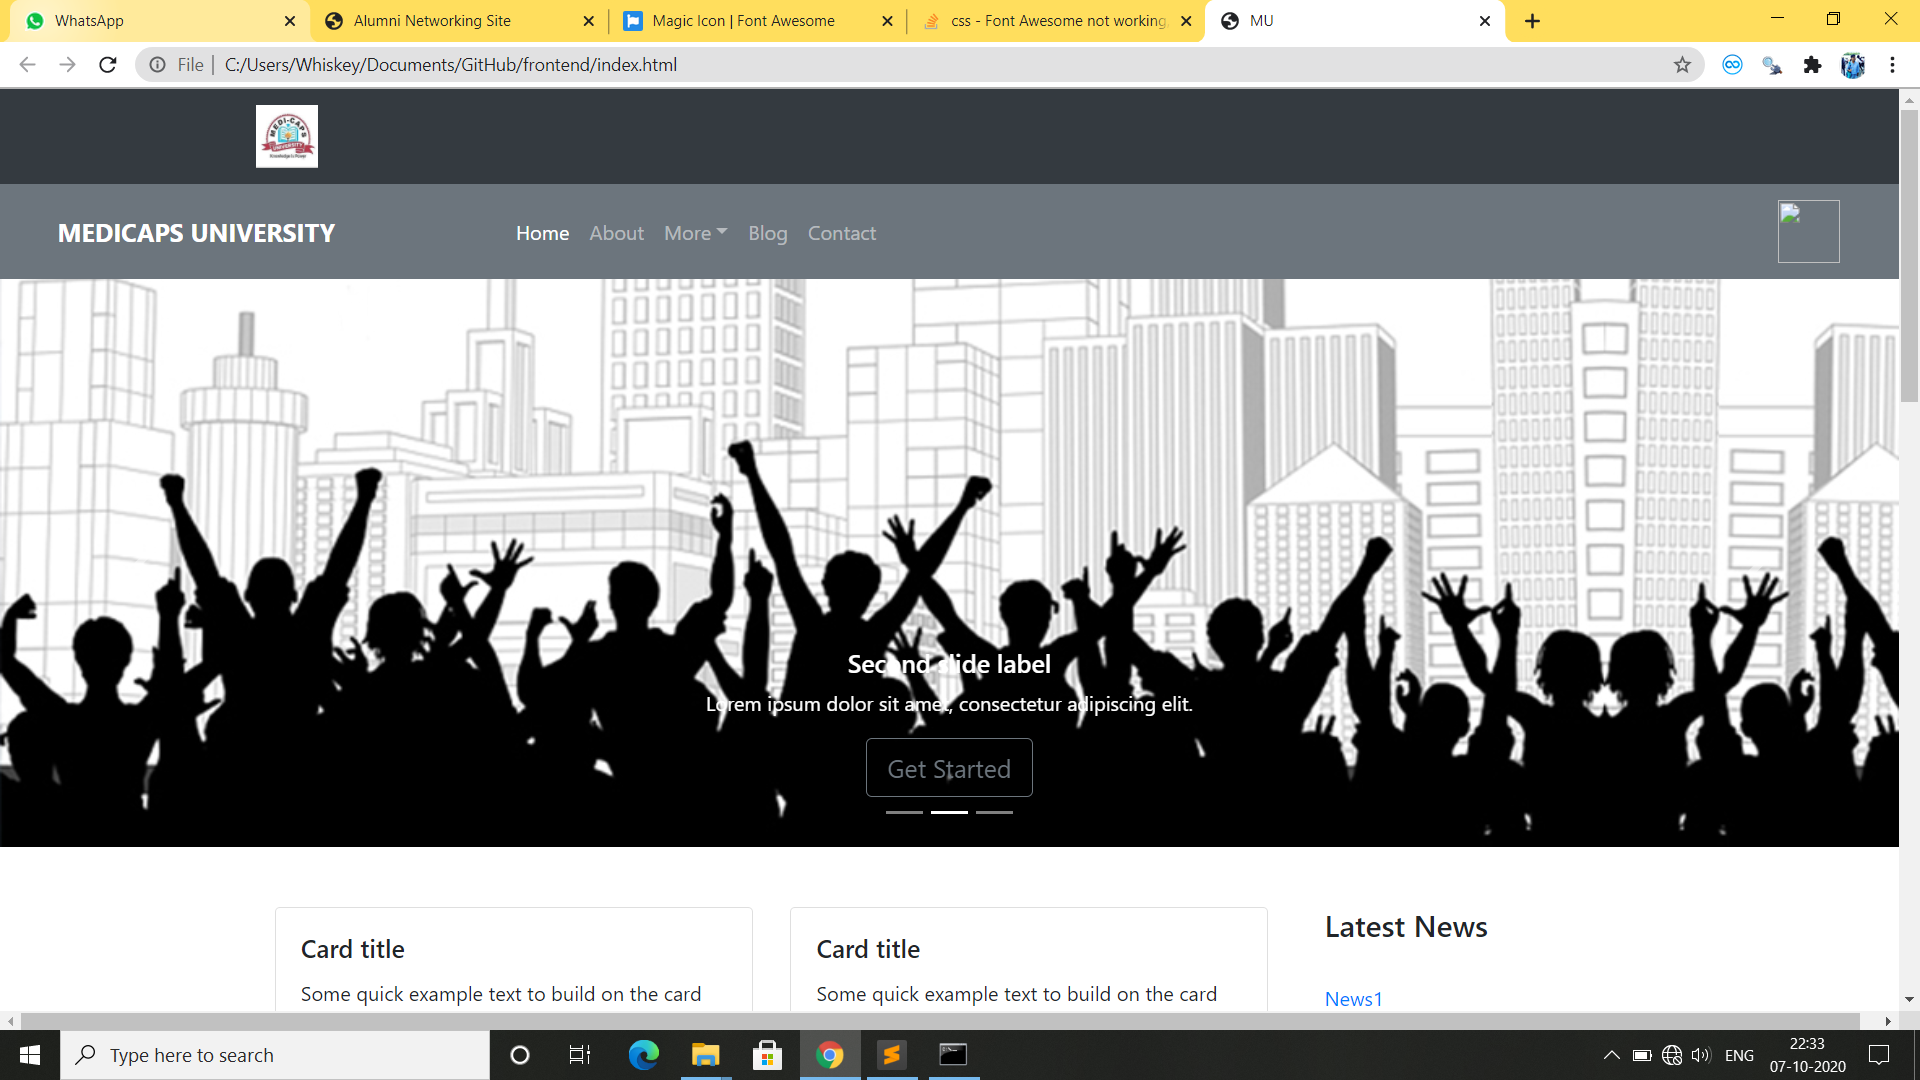 WhatsApp
Alumni Networking Site
Magic Icon | Font Awesome
css - Font Awesome not working,
MU
File | C:/Users/Whiskey/Documents/GitHub/frontend/index.html
MEDI-CAPS
UNIVERSITY
MEDICAPS UNIVERSITY
Home About More Blog Contact
Second slide label
Lorem ipsum dolor sit amet, consectetur adipiscing elit.
Get Started
Card title
Some quick example text to build on the card
Card title
Some quick example text to build on the card
Latest News
News1
Type here to search
ENG
22:33
07-10-2020